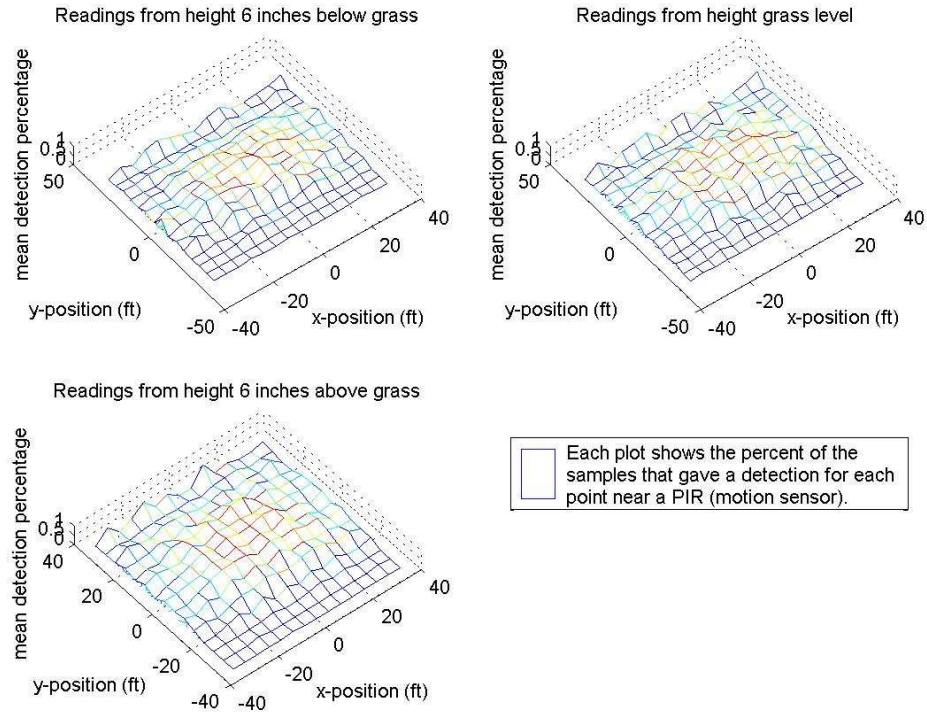 Readings from height 6 inches below grass
mean detection percentage
1
0.5
0
50
0
-50
y-position (ft)
-40
-20
0
20
40
x-position (ft)
Readings from height grass level
mean detection percentage
1
0.5
0
50
0
-50
y-position (ft)
-40
-20
0
20
40
x-position (ft)
Readings from height 6 inches above grass
mean detection percentage
1
0.5
0
40
20
0
-20
-40
y-position (ft)
-40
-20
0
20
40
x-position (ft)
Each plot shows the percent of the
samples that gave a detection for each
point near a PIR (motion sensor).